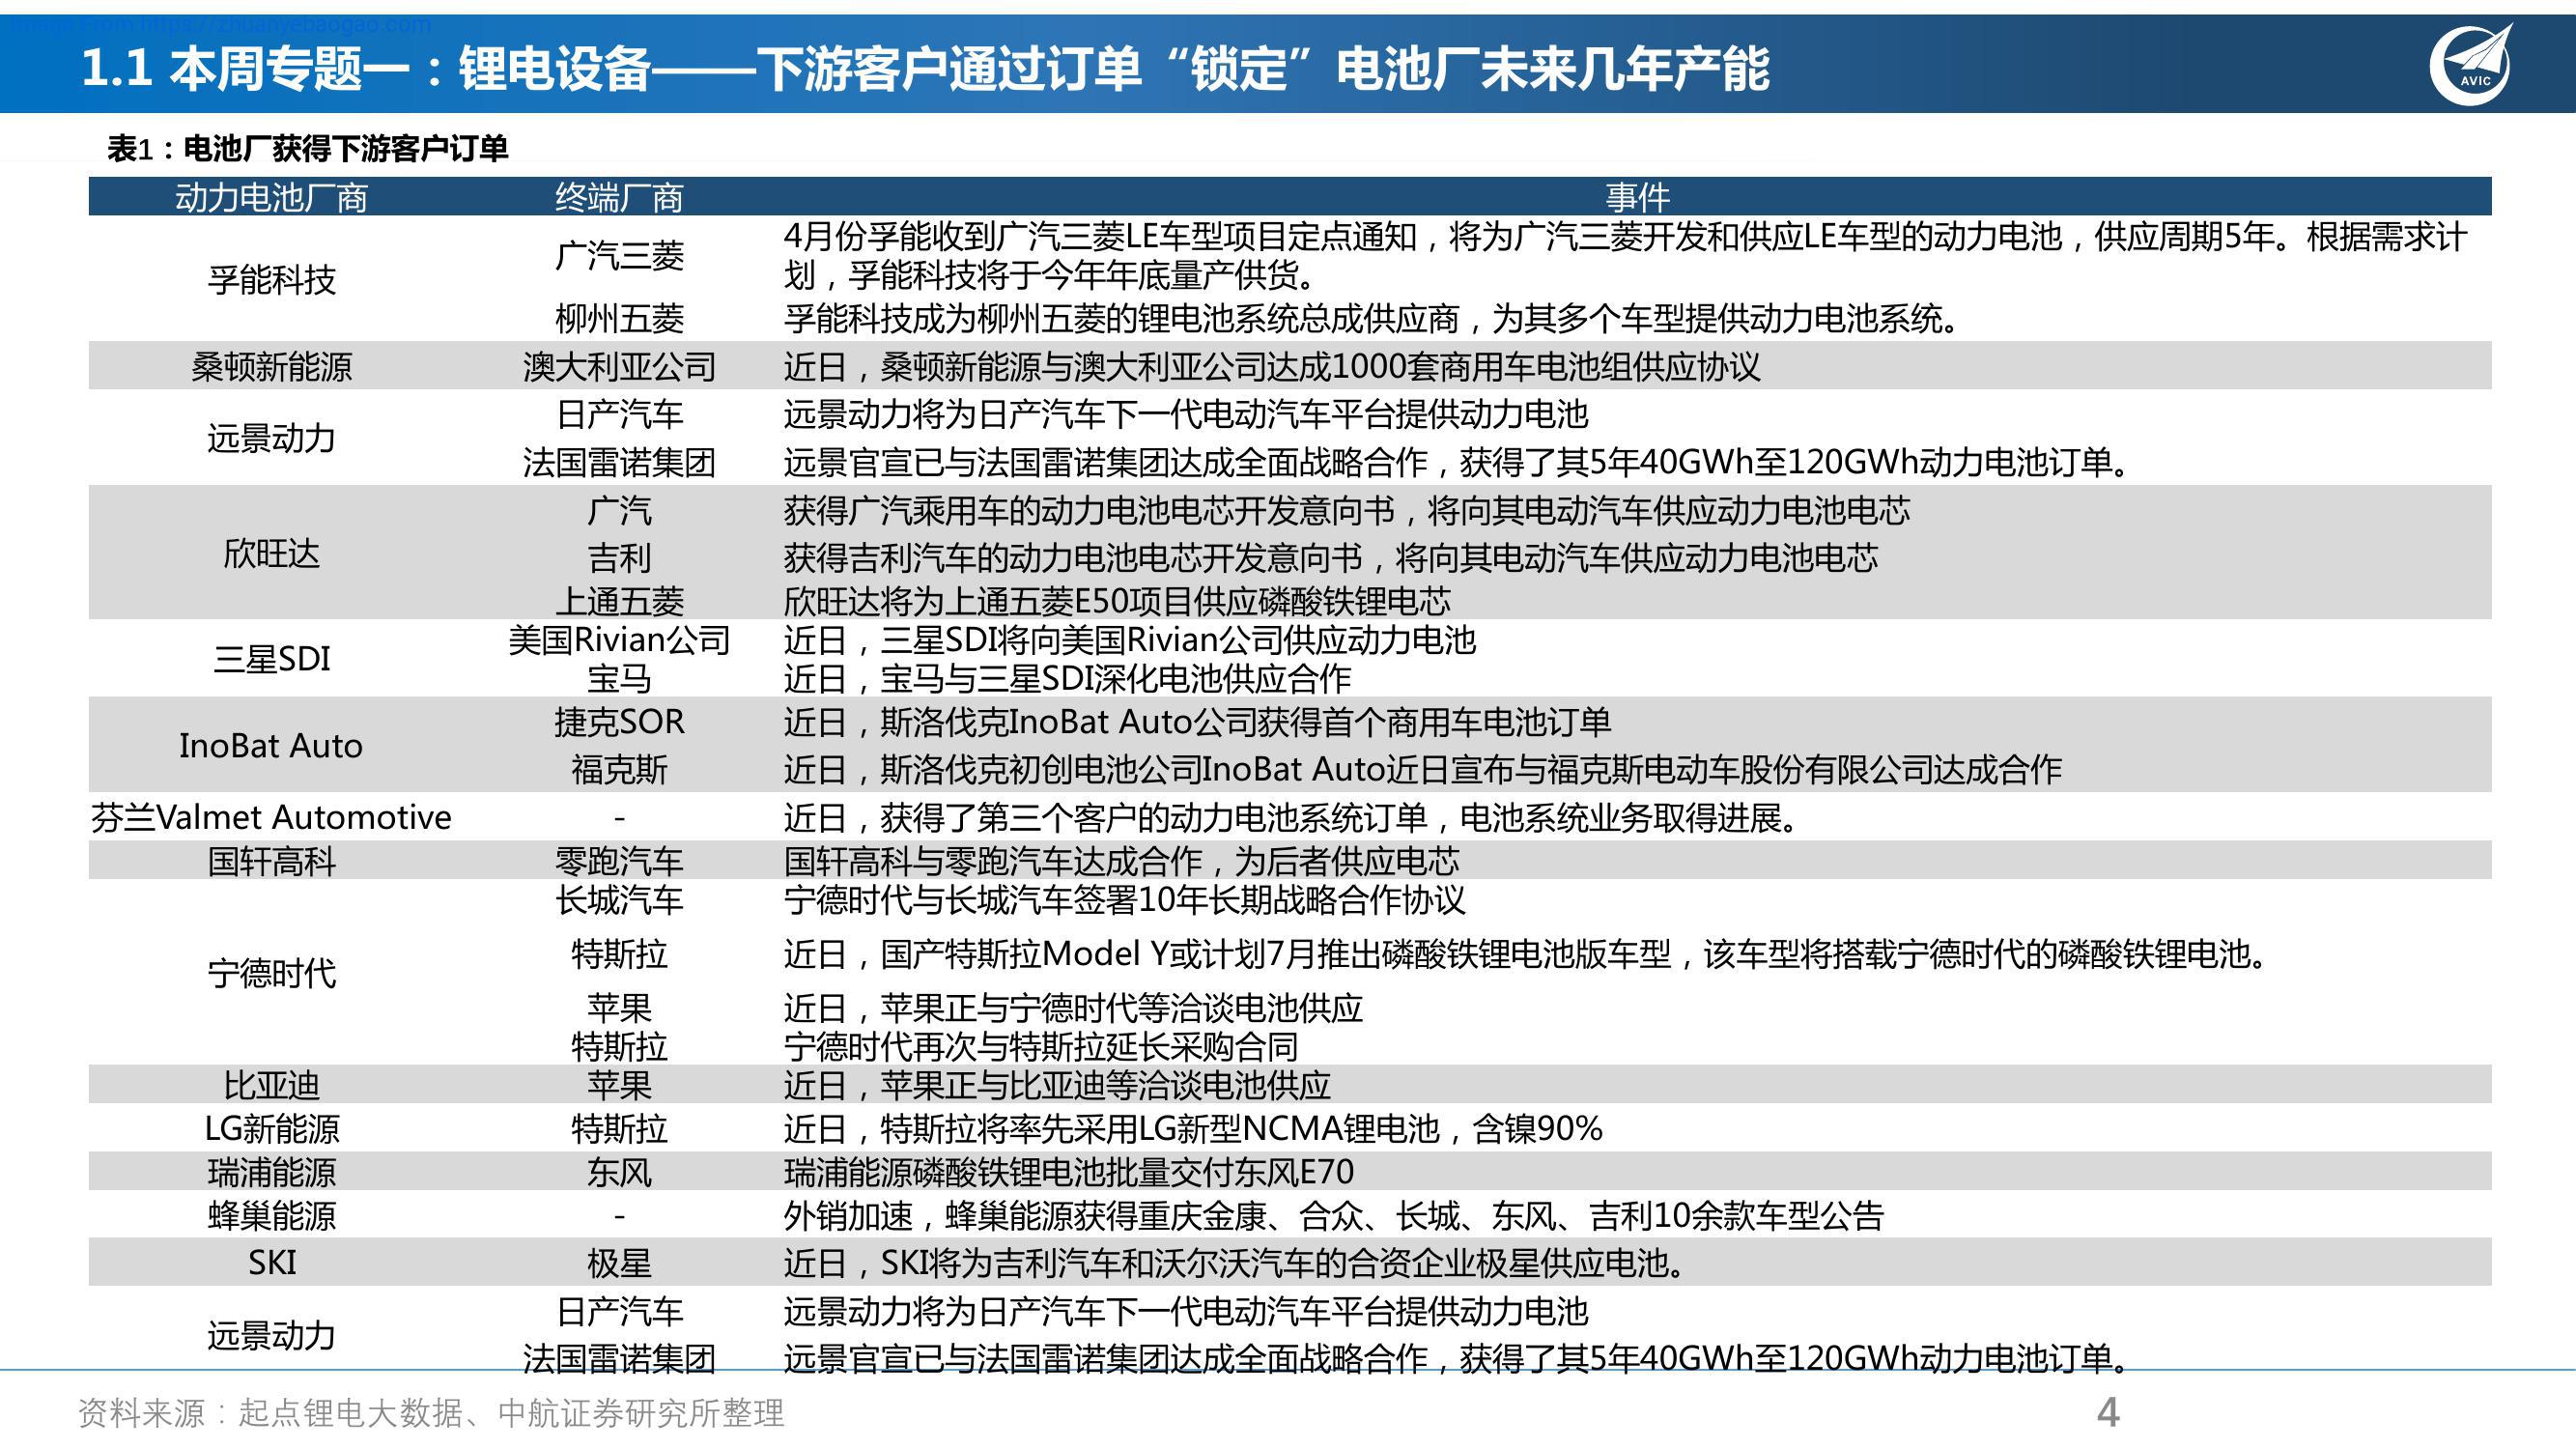 Image From https://zhuanyebaogao.com
1.1 本周专题一：锂电设备——下游客户通过订单“锁定”电池厂未来几年产能
AVIC
表1：电池厂获得下游客户订单
动力电池厂商 终端厂商 事件
孚能科技 广汽三菱 4月份孚能收到广汽三菱LE车型项目定点通知，将为广汽三菱开发和供应LE车型的动力电池，供应周期5年。根据需求计
划，孚能科技将于今年年底量产供货。
柳州五菱 孚能科技成为柳州五菱的锂电池系统总成供应商，为其多个车型提供动力电池系统。
桑顿新能源 澳大利亚公司 近日，桑顿新能源与澳大利亚公司达成1000套商用车电池组供应协议
远景动力 日产汽车 远景动力将为日产汽车下一代电动汽车平台提供动力电池
法国雷诺集团 远景官宣已与法国雷诺集团达成全面战略合作，获得了其5年40GWh至120GWh动力电池订单。
欣旺达 广汽 获得广汽乘用车的动力电池电芯开发意向书，将向其电动汽车供应动力电池电芯
吉利 获得吉利汽车的动力电池电芯开发意向书，将向其电动汽车供应动力电池电芯
上通五菱 欣旺达将为上通五菱E50项目供应磷酸铁锂电芯
三星SDI 美国Rivian公司 近日，三星SDI将向美国Rivian公司供应动力电池
宝马 近日，宝马与三星SDI深化电池供应合作
InoBat Auto 捷克SOR 近日，斯洛伐克InoBat Auto公司获得首个商用车电池订单
福克斯 近日，斯洛伐克初创电池公司InoBat Auto近日宣布与福克斯电动车股份有限公司达成合作
芬兰Valmet Automotive - 近日，获得了第三个客户的动力电池系统订单，电池系统业务取得进展。
国轩高科 零跑汽车 国轩高科与零跑汽车达成合作，为后者供应电芯
宁德时代 长城汽车 宁德时代与长城汽车签署10年长期战略合作协议
特斯拉 近日，国产特斯拉Model Y或计划7月推出磷酸铁锂电池版车型，该车型将搭载宁德时代的磷酸铁锂电池。
苹果 近日，苹果正与宁德时代等洽谈电池供应
特斯拉 宁德时代再次与特斯拉延长采购合同
比亚迪 苹果 近日，苹果正与比亚迪等洽谈电池供应
LG新能源 特斯拉 近日，特斯拉将率先采用LG新型NCMA锂电池，含镍90%
瑞浦能源 东风 瑞浦能源磷酸铁锂电池批量交付东风E70
蜂巢能源 - 外销加速，蜂巢能源获得重庆金康、合众、长城、东风、吉利10余款车型公告
SKI 极星 近日，SKI将为吉利汽车和沃尔沃汽车的合资企业极星供应电池。
远景动力 日产汽车 远景动力将为日产汽车下一代电动汽车平台提供动力电池
法国雷诺集团 远景官宣已与法国雷诺集团达成全面战略合作，获得了其5年40GWh至120GWh动力电池订单。
资料来源：起点锂电大数据、中航证券研究所整理
4